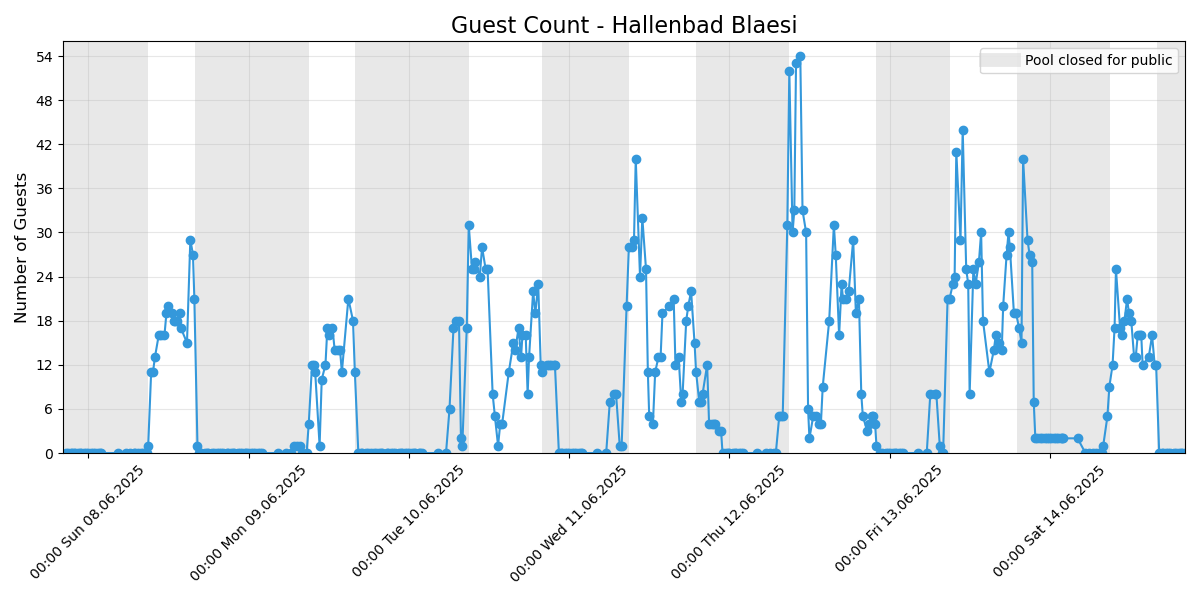 Guest Count - Hallenbad Blaesi
Pool closed for public
Number of Guests
54
48
42
36
30
24
18
12
6
0
00:00 Sun 08.06.2025
00:00 Mon 09.06.2025
00:00 Tue 10.06.2025
00:00 Wed 11.06.2025
00:00 Thu 12.06.2025
00:00 Fri 13.06.2025
00:00 Sat 14.06.2025